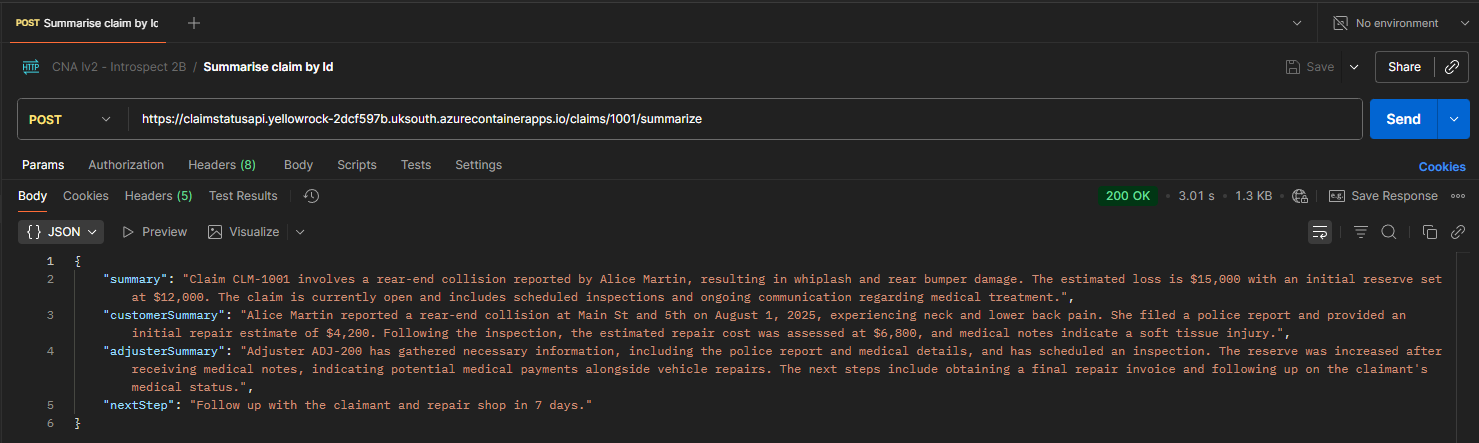 POST Summarise claim by Id
No environment
HTTP CNA lv2 - Introspect 2B / Summarise claim by Id
Save
Share
POST
https://claimstatusapi.yellowrock-2dcf597b.uksouth.azurecontainerapps.io/claims/1001/summarize
Send
Params Authorization Headers (8) Body Scripts Tests Settings
Cookies
Body Cookies Headers (5) Test Results
200 OK • 3.01 s • 1.3 KB • e.g. Save Response
{} JSON Preview Visualize
1 {
2 "summary": "Claim CLM-1001 involves a rear-end collision reported by Alice Martin, resulting in whiplash and rear bumper damage. The estimated loss is $15,000 with an initial reserve set
at $12,000. The claim is currently open and includes scheduled inspections and ongoing communication regarding medical treatment.",
3 "customerSummary": "Alice Martin reported a rear-end collision at Main St and 5th on August 1, 2025, experiencing neck and lower back pain. She filed a police report and provided an
initial repair estimate of $4,200. Following the inspection, the estimated repair cost was assessed at $6,800, and medical notes indicate a soft tissue injury.",
4 "adjusterSummary": "Adjuster ADJ-200 has gathered necessary information, including the police report and medical details, and has scheduled an inspection. The reserve was increased after
receiving medical notes, indicating potential medical payments alongside vehicle repairs. The next steps include obtaining a final repair invoice and following up on the claimant's
medical status.",
5 "nextStep": "Follow up with the claimant and repair shop in 7 days."
6 }